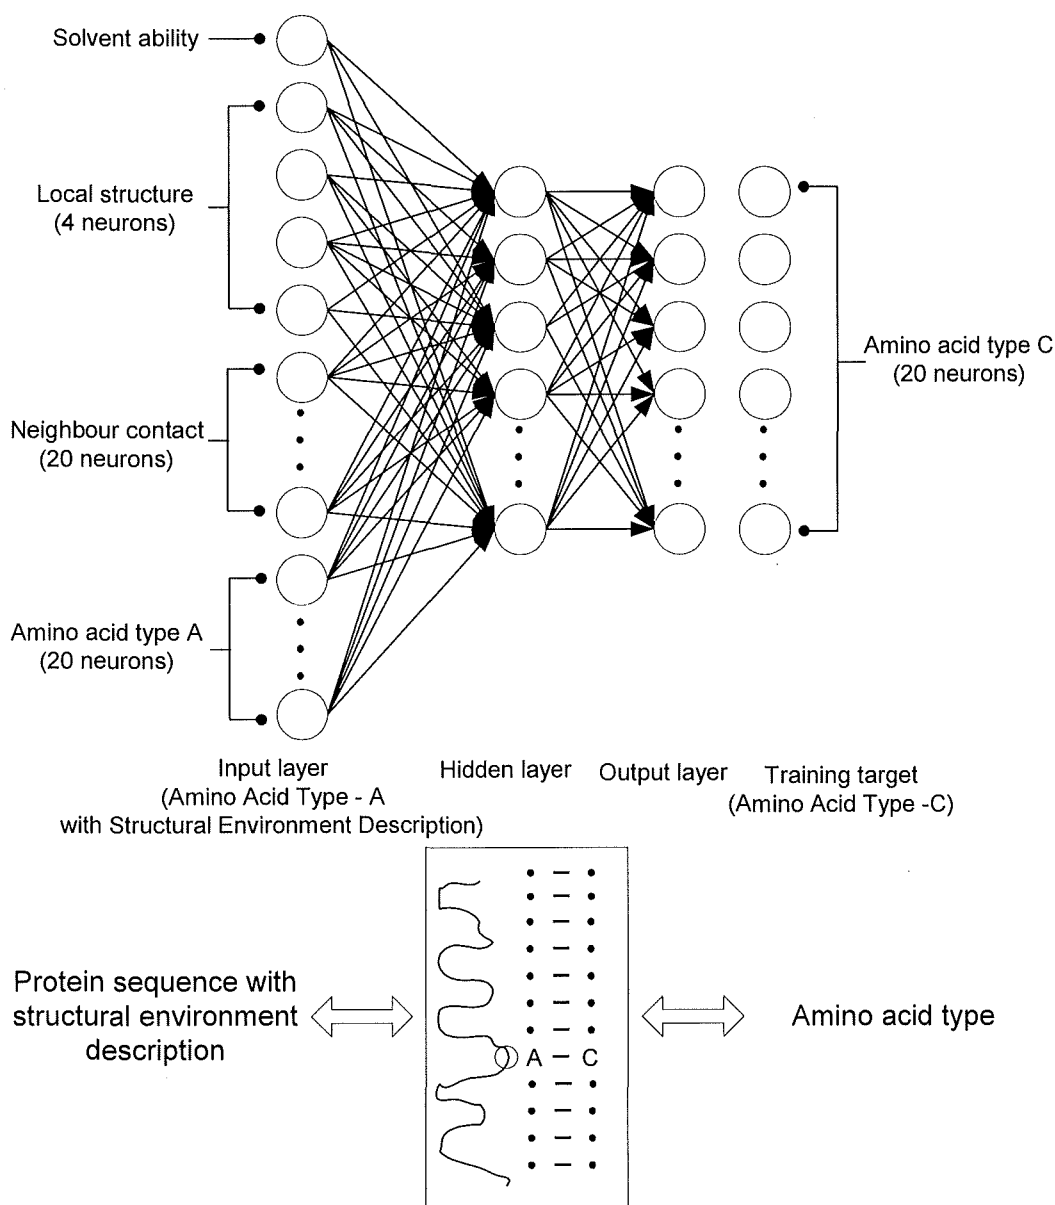 Solvent ability
Local structure
(4 neurons)
Neighbour contact
(20 neurons)
Amino acid type A
(20 neurons)
Amino acid type C
(20 neurons)
Input layer
(Amino Acid Type - A
with Structural Environment Description)
Hidden layer
Output layer
Training target
(Amino Acid Type -C)
Protein sequence with
structural environment
description
A – C
Amino acid type